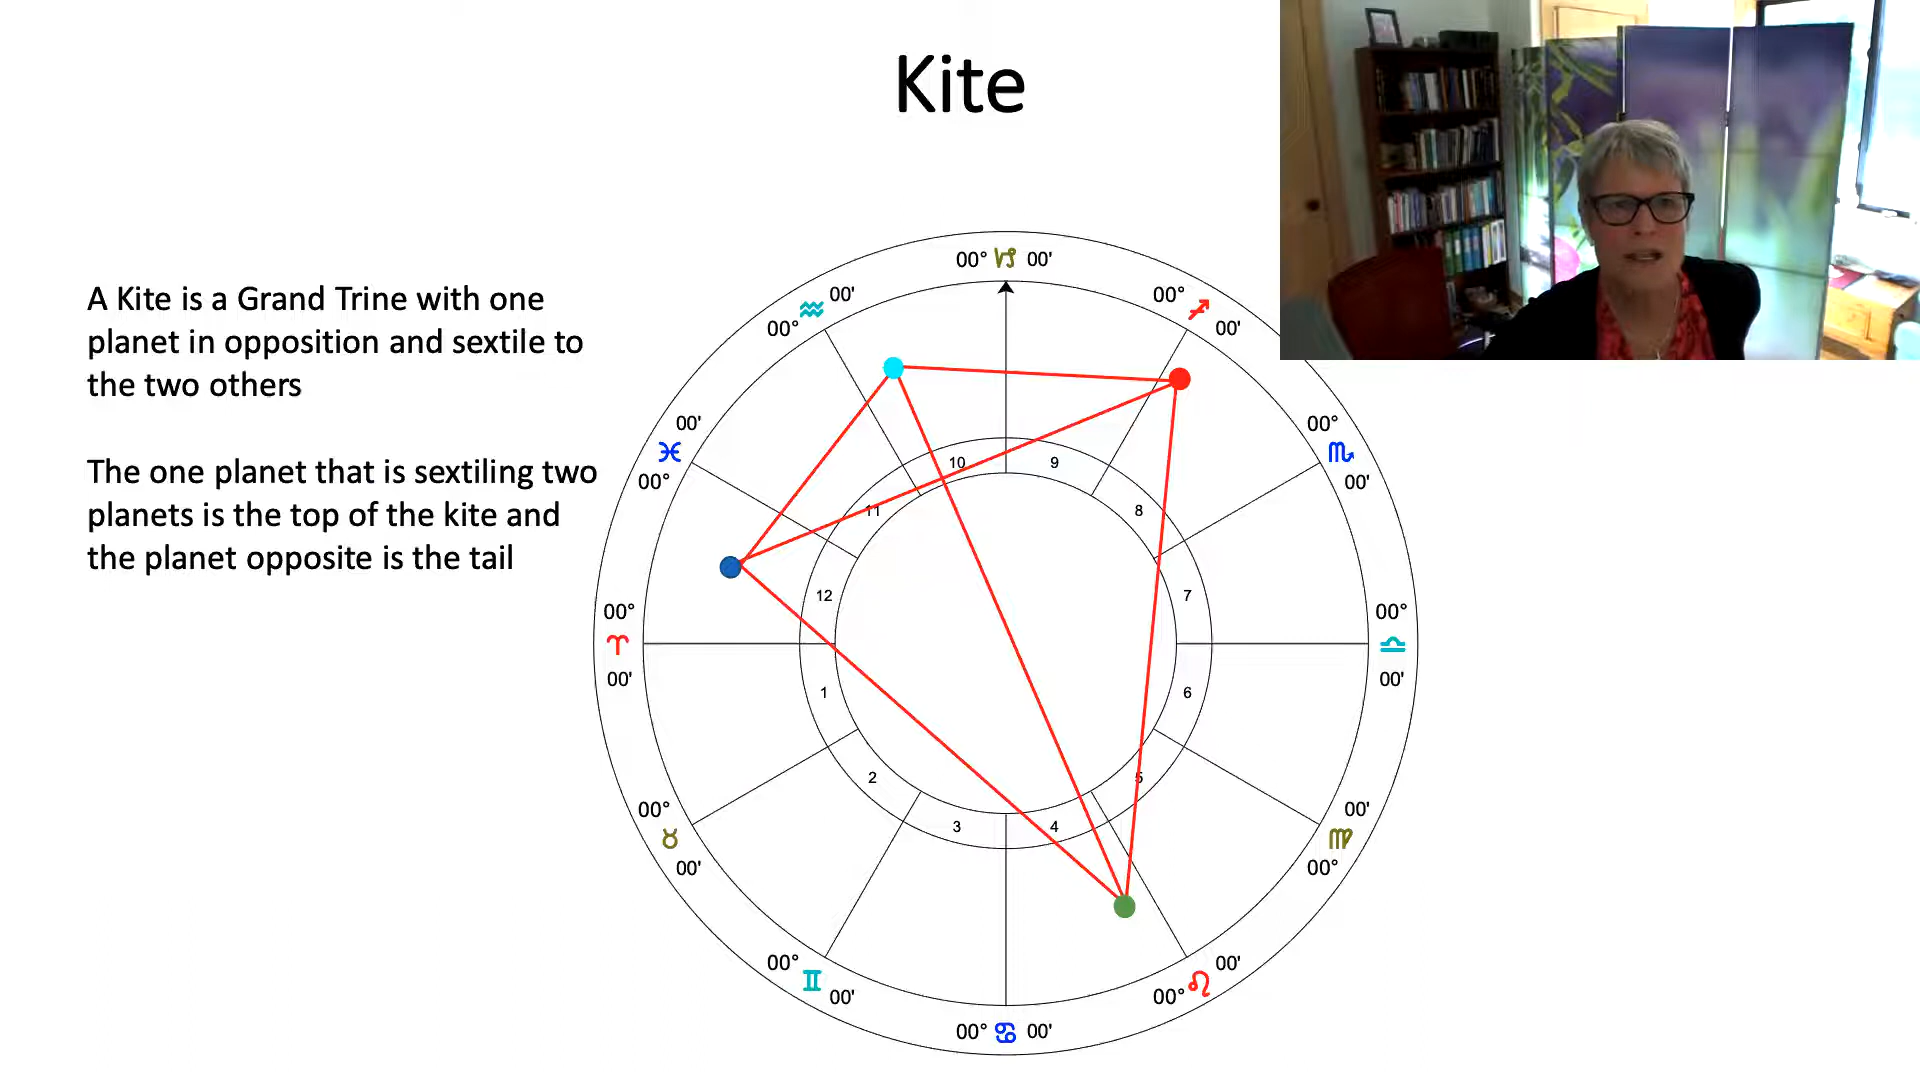 Kite
A Kite is a Grand Trine with one
planet in opposition and sextile to
the two others
The one planet that is sextiling two
planets is the top of the kite and
the planet opposite is the tail
00° ♑ 00'
00° ♐ 00'
00° ♏ 00'
00° ♎ 00'
00° ♍ 00'
00° ♌ 00'
00° ♋ 00'
00° ♊ 00'
00° ♉ 00'
00° ♈ 00'
00° ♓ 00'
00° ♒ 00'
1
2
3
4
5
6
7
8
9
10
11
12